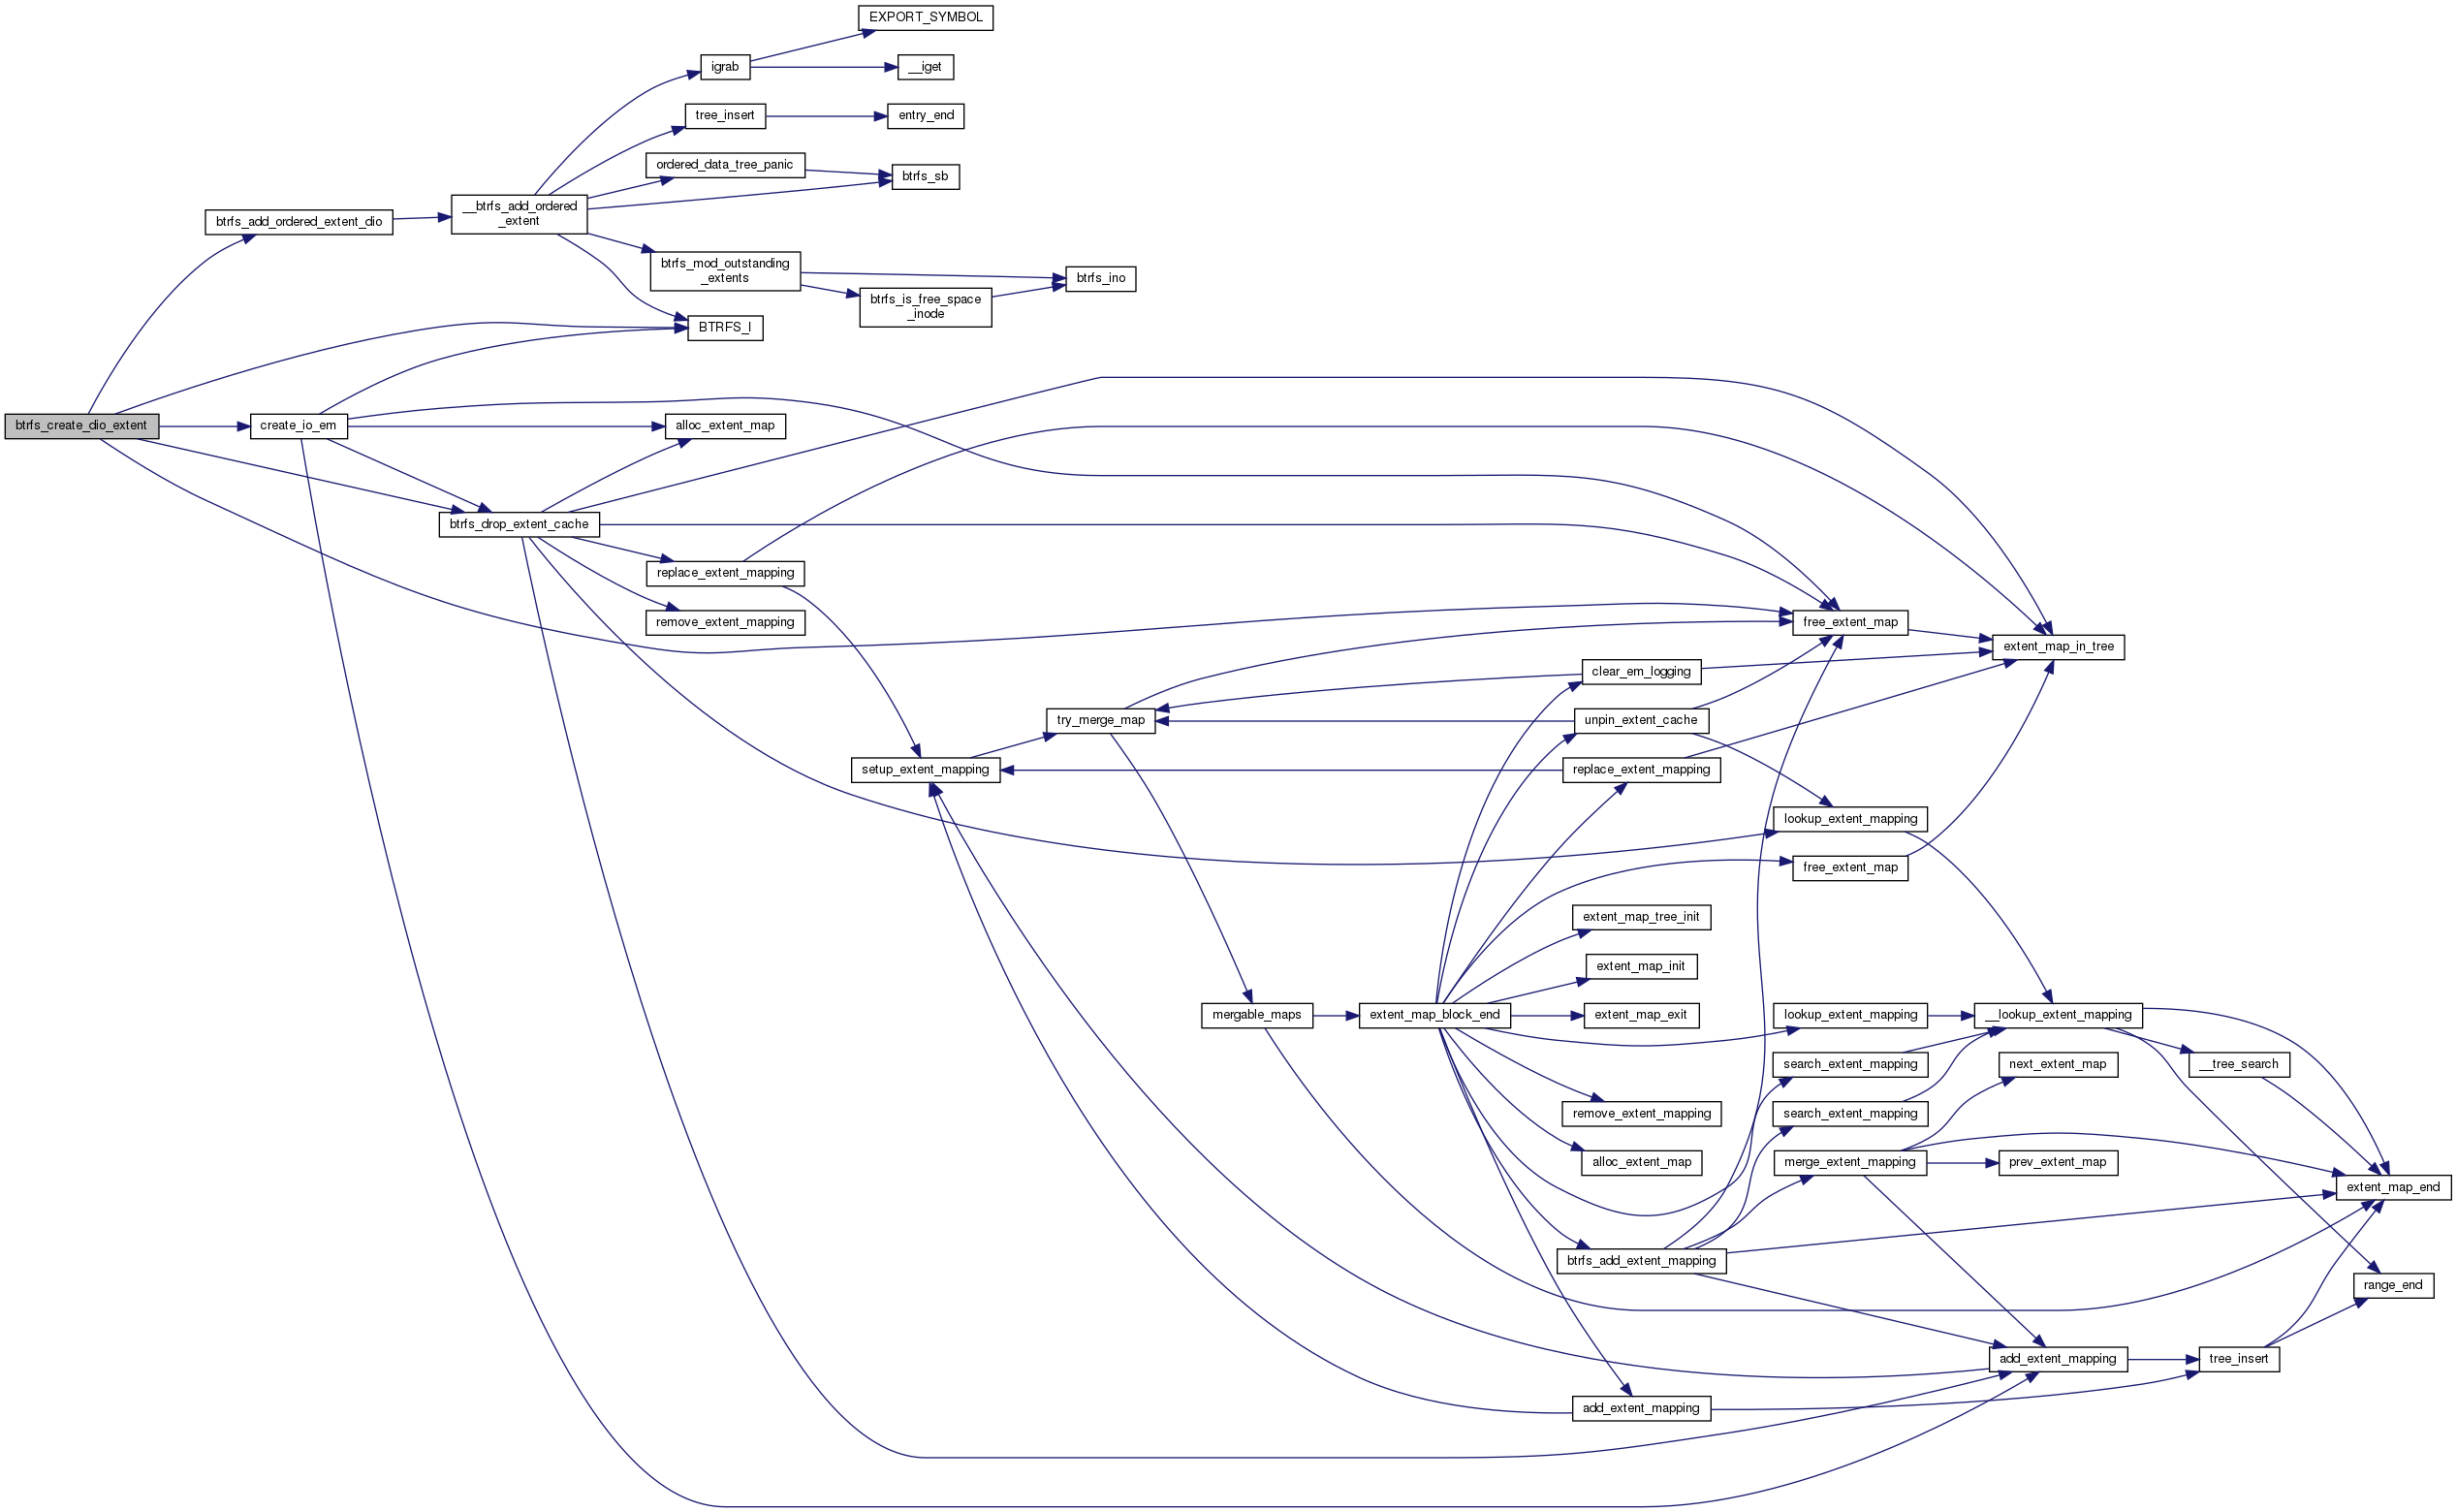 EXPORT_SYMBOL
igrab
__iget
tree_insert
entry_end
ordered_data_tree_panic
btrfs_sb
__btrfs_add_ordered
_extent
btrfs_add_ordered_extent_dio
btrfs_mod_outstanding
_extents
btrfs_ino
btrfs_is_free_space
_inode
BTRFS_I
btrfs_create_dio_extent
create_io_em
alloc_extent_map
btrfs_drop_extent_cache
replace_extent_mapping
remove_extent_mapping
free_extent_map
extent_map_in_tree
clear_em_logging
try_merge_map
unpin_extent_cache
setup_extent_mapping
replace_extent_mapping
lookup_extent_mapping
free_extent_map
extent_map_tree_init
extent_map_init
mergable_maps
extent_map_block_end
extent_map_exit
lookup_extent_mapping
__lookup_extent_mapping
search_extent_mapping
next_extent_map
__tree_search
remove_extent_mapping
search_extent_mapping
alloc_extent_map
merge_extent_mapping
prev_extent_map
extent_map_end
btrfs_add_extent_mapping
range_end
add_extent_mapping
tree_insert
add_extent_mapping